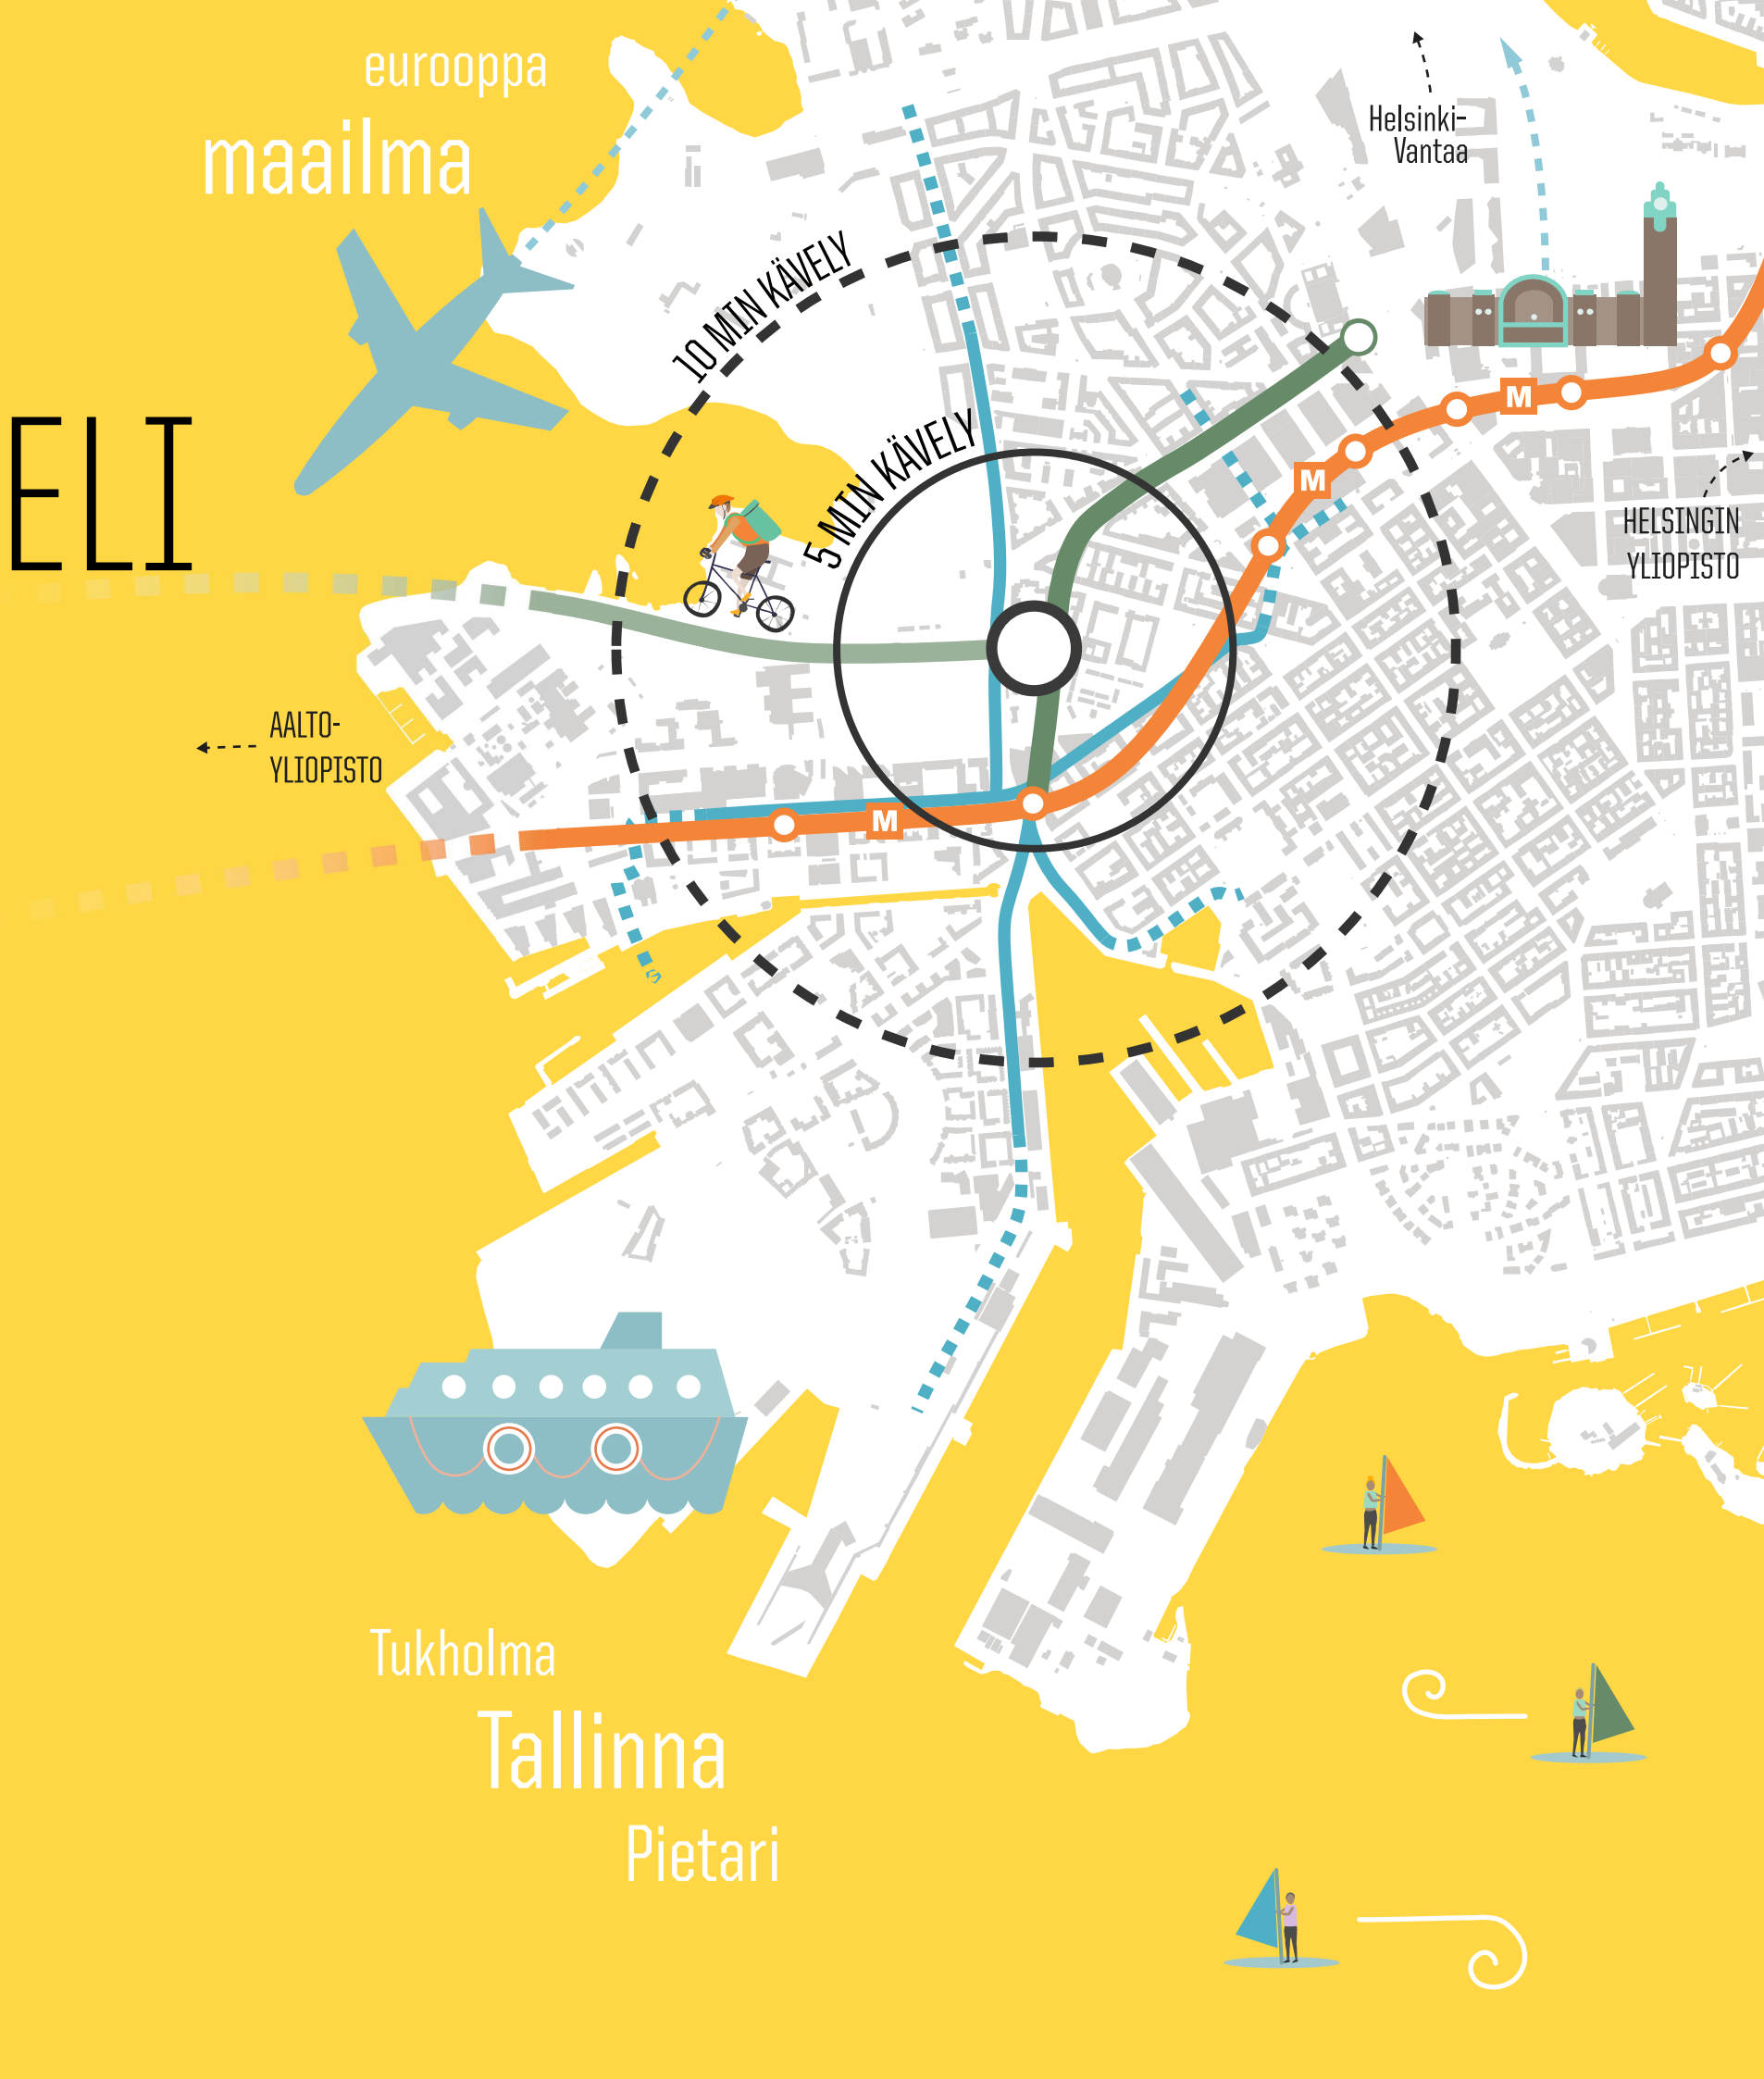 eurooppa
maailma
Helsinki-
Vantaa
10 MIN KÄVELY
ELI
M
5 MIN KÄVELY
M
HELSINGIN
YLIOPISTO
AALTO-
YLIOPISTO
M
Tukholma
Tallinna
Pietari